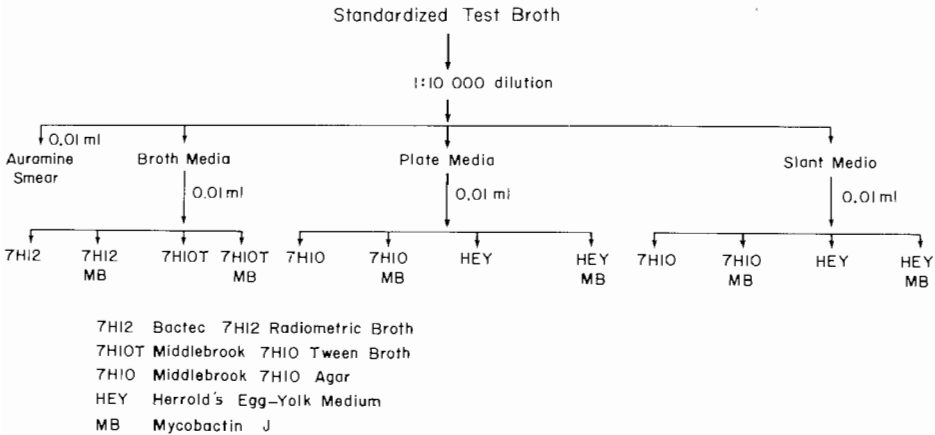 Standardized Test Broth
1:10 000 dilution
0.01 ml
Auramine
Smear
Broth Media
Plate Media
Slant Medio
0.01 ml
0.01 ml
0.01 ml
7H12
7H12
MB
7H10T
7H10T
MB
7H10
7H10
MB
HEY
HEY
MB
7H10
7H10
MB
HEY
HEY
MB
7H12 Bactec 7H12 Radiometric Broth
7H10T Middlebrook 7H10 Tween Broth
7H10 Middlebrook 7H10 Agar
HEY Herrold's Egg-Yolk Medium
MB Mycobactin J